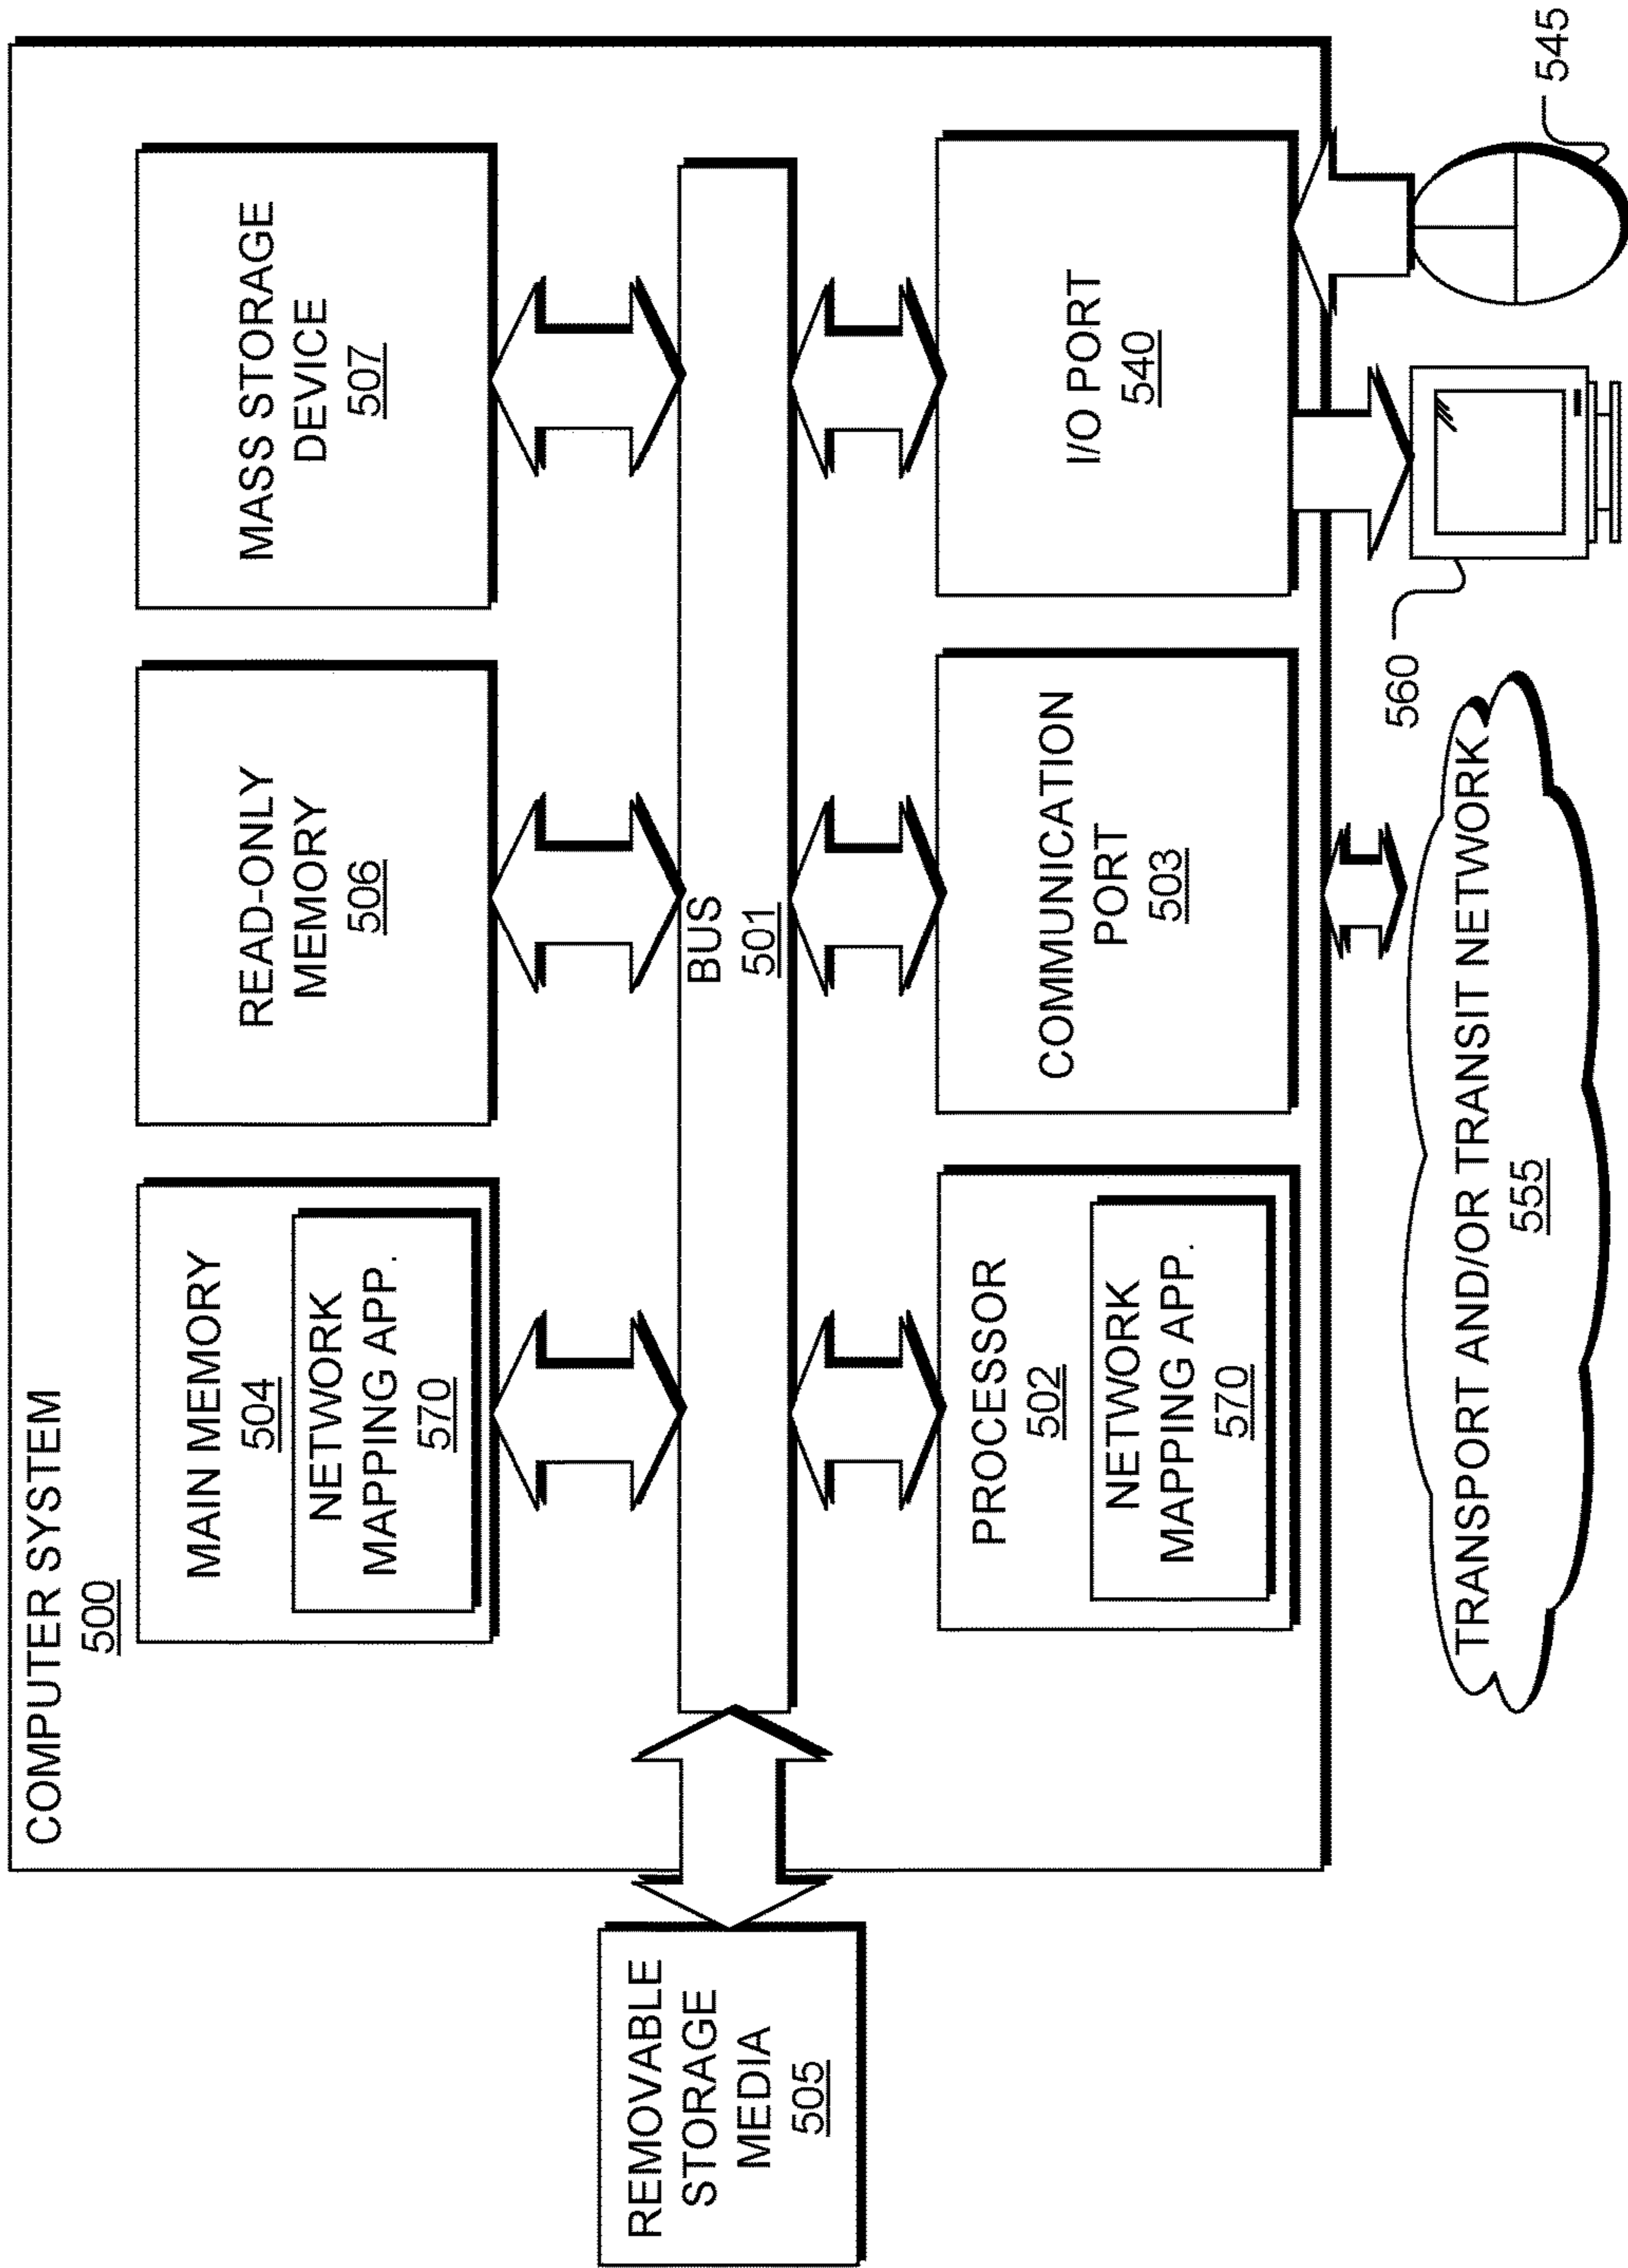 COMPUTER SYSTEM
500
MAIN MEMORY
504
NETWORK
MAPPING APP.
570
READ-ONLY
MEMORY
506
MASS STORAGE
DEVICE
507
REMOVABLE
STORAGE
MEDIA
505
BUS
501
PROCESSOR
502
NETWORK
MAPPING APP.
570
COMMUNICATION
PORT
503
I/O PORT
540
TRANSPORT AND/OR TRANSIT NETWORK
555
560
545